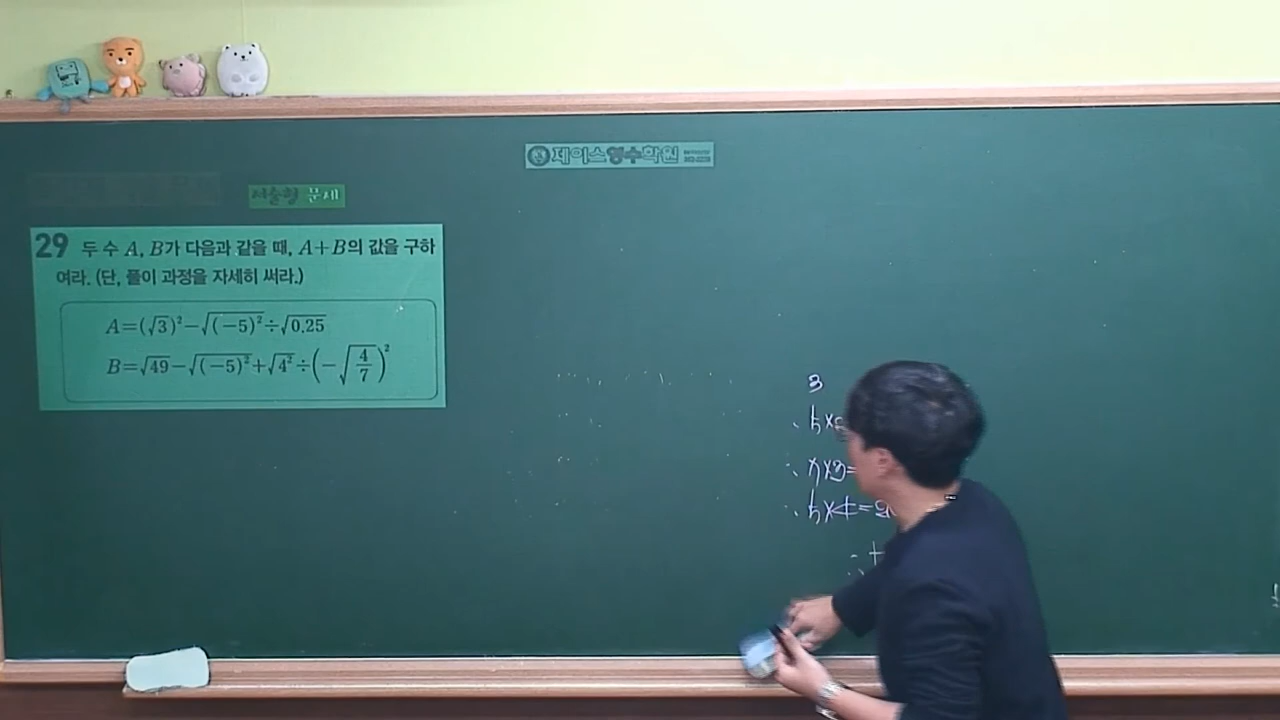 제이스영수학원
서술형 문제
29 두 수 A, B가 다음과 같을 때, A+B의 값을 구하
여라. (단, 풀이 과정을 자세히 써라.)
A=(√3)²-√(-5)²÷√0.25
B=√49-√(-5)²+√4²÷(-√4/7)²
3